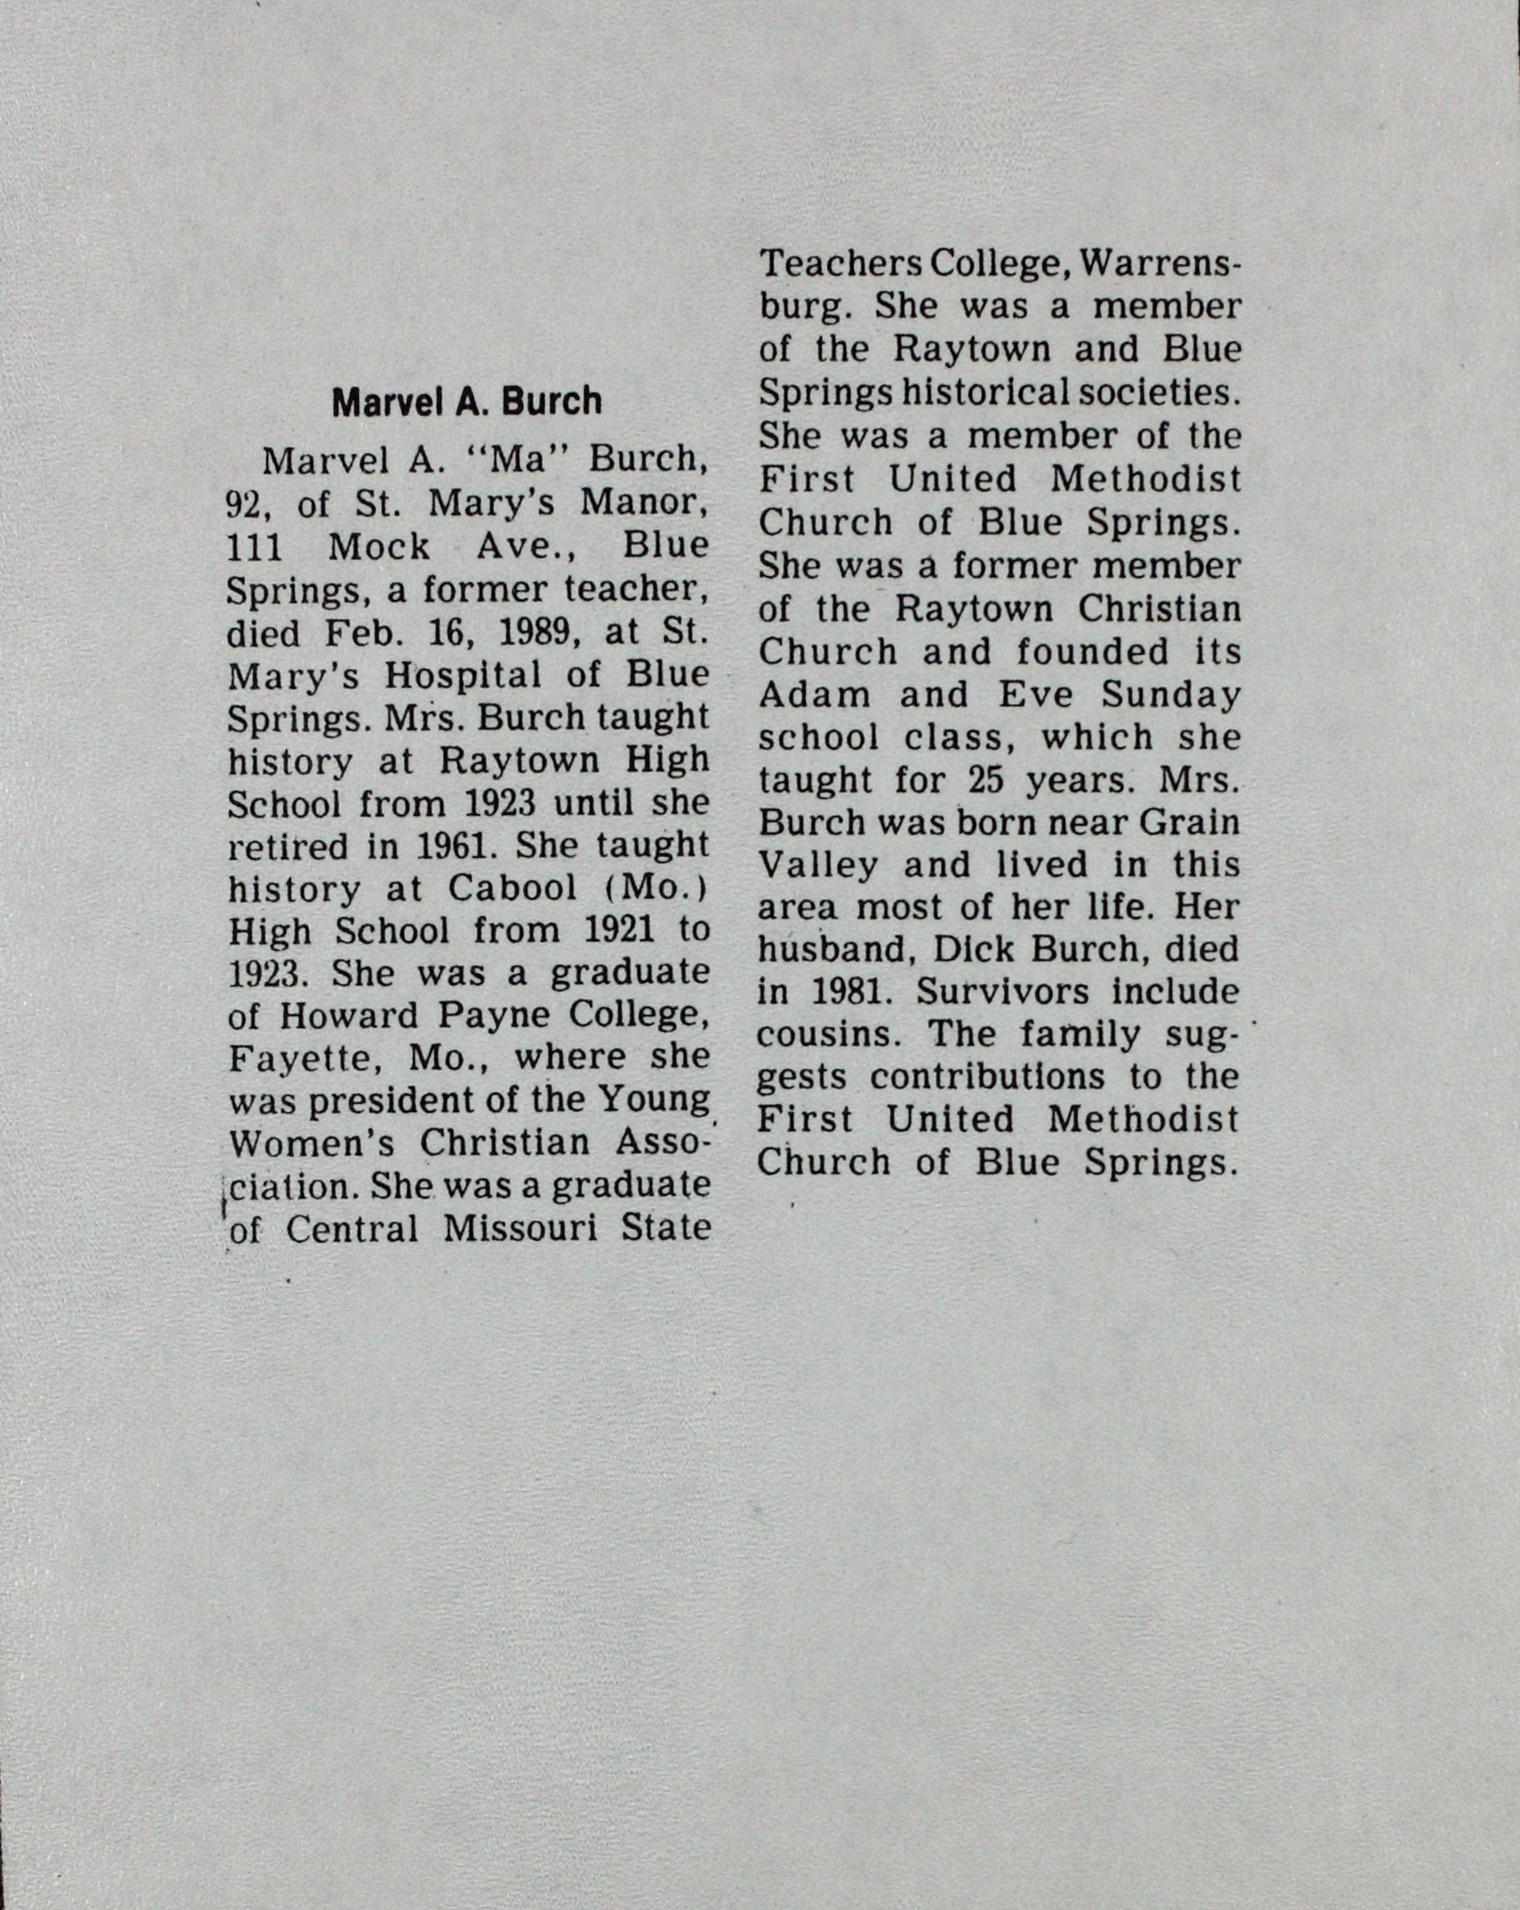 Marvel A. Burch
Marvel A. “Ma” Burch,
92, of St. Mary's Manor,
111 Mock Ave., Blue
Springs, a former teacher,
died Feb. 16, 1989, at St.
Mary's Hospital of Blue
Springs. Mrs. Burch taught
history at Raytown High
School from 1923 until she
retired in 1961. She taught
history at Cabool (Mo.)
High School from 1921 to
1923. She was a graduate
of Howard Payne College,
Fayette, Mo., where she
was president of the Young
Women's Christian Asso-
ciation. She was a graduate
of Central Missouri State
Teachers College, Warrens-
burg. She was a member
of the Raytown and Blue
Springs historical societies.
She was a member of the
First United Methodist
Church of Blue Springs.
She was a former member
of the Raytown Christian
Church and founded its
Adam and Eve Sunday
school class, which she
taught for 25 years. Mrs.
Burch was born near Grain
Valley and lived in this
area most of her life. Her
husband, Dick Burch, died
in 1981. Survivors include
cousins. The family sug-
gests contributions to the
First United Methodist
Church of Blue Springs.